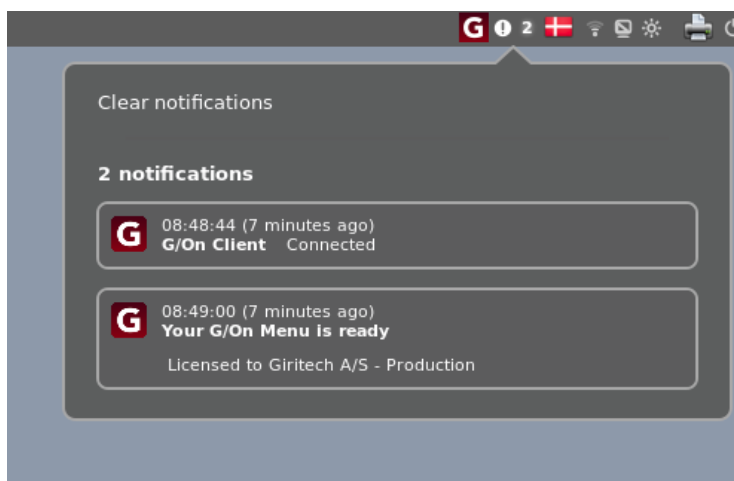 G 2
Clear notifications
2 notifications
G
08:48:44 (7 minutes ago)
G/On Client Connected
G
08:49:00 (7 minutes ago)
Your G/On Menu is ready
Licensed to Giritech A/S - Production